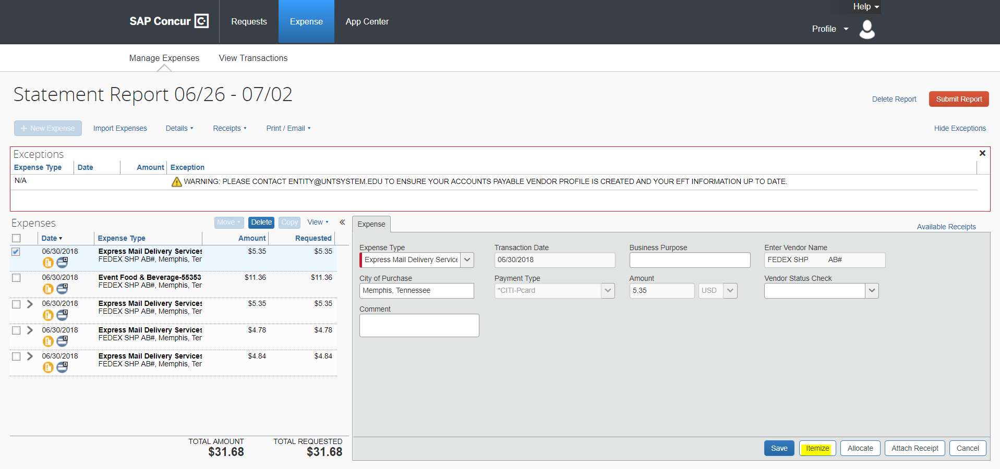 SAP Concur C
Requests
Expense
App Center
Help
Profile
Manage Expenses
View Transactions
Statement Report 06/26 - 07/02
Delete Report
Submit Report
+ New Expense
Import Expenses
Details
Receipts
Print / Email
Hide Exceptions
Exceptions
Expense Type Date Amount Exception
N/A WARNING: PLEASE CONTACT ENTITY@UNTSYSTEM.EDU TO ENSURE YOUR ACCOUNTS PAYABLE VENDOR PROFILE IS CREATED AND YOUR EFT INFORMATION UP TO DATE.
Expenses Move Delete Copy View
Date Expense Type Amount Requested
06/30/2018 Express Mail Delivery Services $5.35 $5.35
FEDEX SHP AB#, Memphis, Ter
06/30/2018 Event Food & Beverage-55353 $11.36 $11.36
FEDEX SHP AB#, Memphis, Ter
06/30/2018 Express Mail Delivery Services $5.35 $5.35
FEDEX SHP AB#, Memphis, Ter
06/30/2018 Express Mail Delivery Services $4.78 $4.78
FEDEX SHP AB#, Memphis, Ter
06/30/2018 Express Mail Delivery Services $4.84 $4.84
FEDEX SHP AB#, Memphis, Ter
TOTAL AMOUNT TOTAL REQUESTED
$31.68 $31.68
Expense
Available Receipts
Expense Type Transaction Date Business Purpose Enter Vendor Name
Express Mail Delivery Service 06/30/2018 FEDEX SHP AB#
City of Purchase Payment Type Amount Vendor Status Check
Memphis, Tennessee *CITI-Pcard 5.35 USD
Comment
Save Itemize Allocate Attach Receipt Cancel